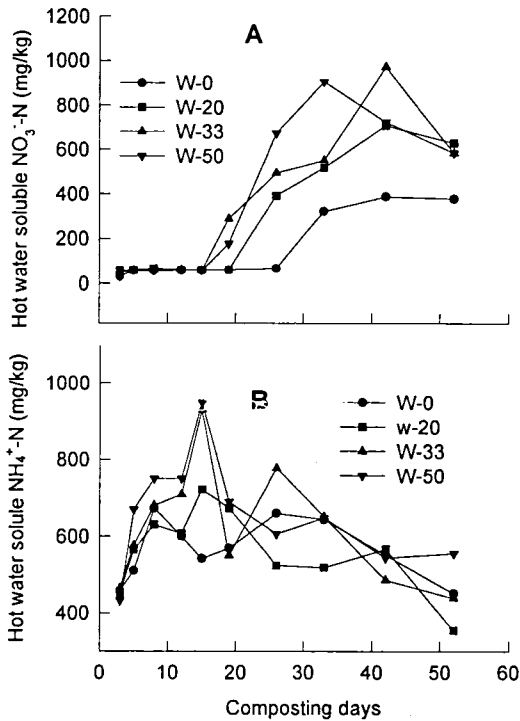 Hot water soluble NO3--N (mg/kg)
1200
1000
800
600
400
200
0
A
W-0
W-20
W-33
W-50
Hot water solule NH4+-N (mg/kg)
1000
800
600
400
B
W-0
w-20
W-33
W-50
0 10 20 30 40 50 60
Composting days